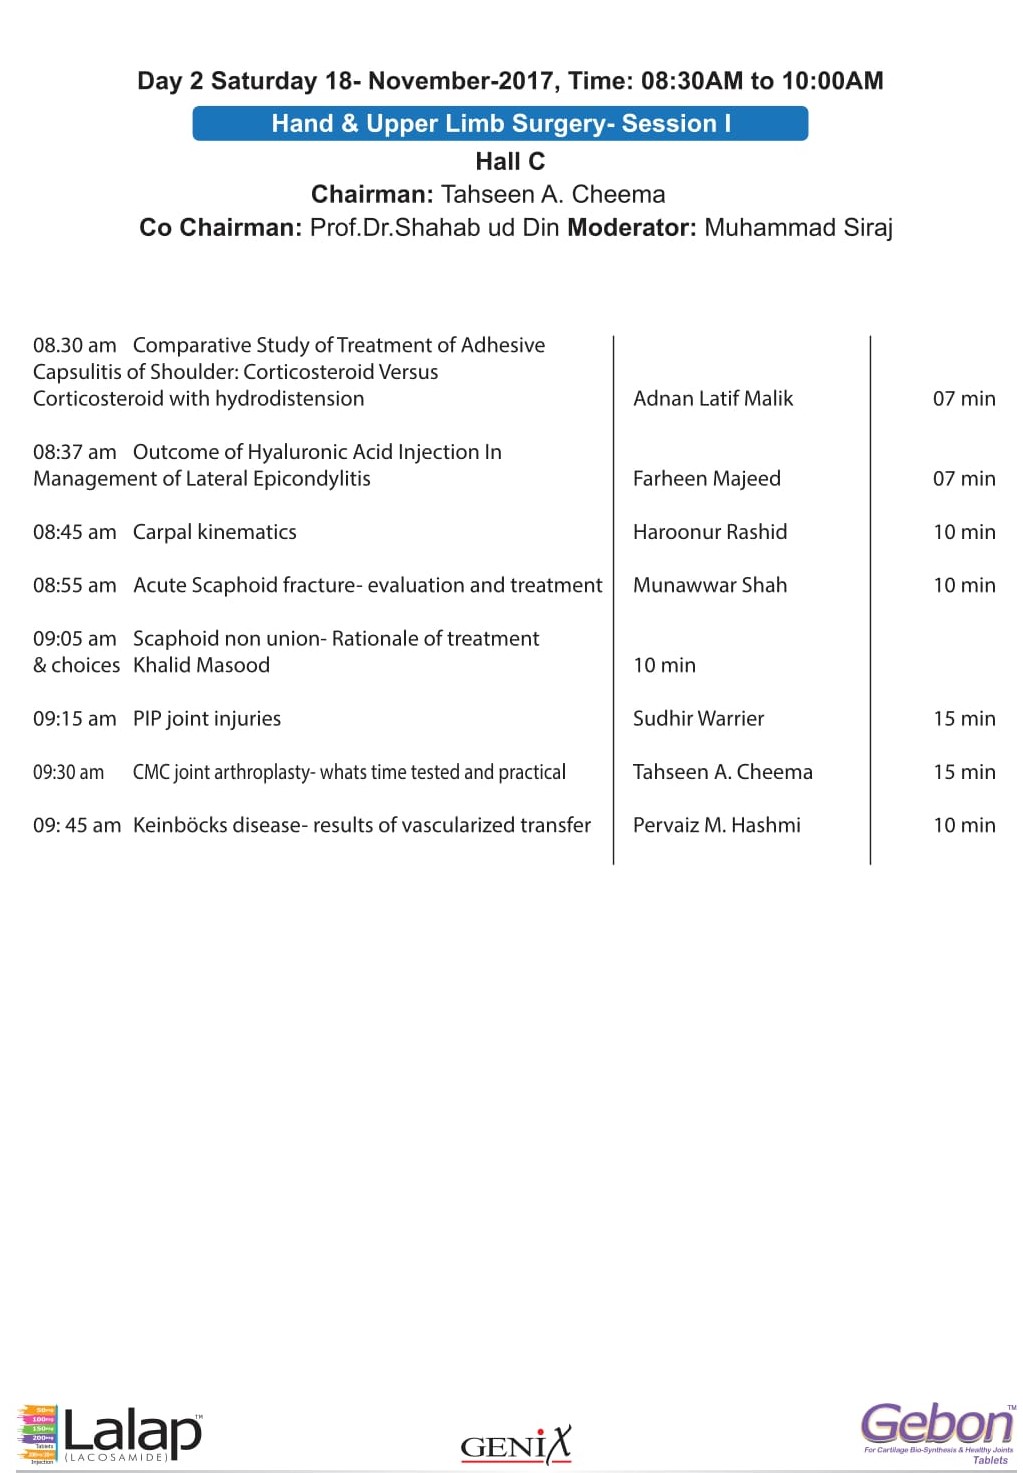 Day 2 Saturday 18- November-2017, Time: 08:30AM to 10:00AM
Hand & Upper Limb Surgery- Session I
Hall C
Chairman: Tahseen A. Cheema
Co Chairman: Prof.Dr.Shahab ud Din Moderator: Muhammad Siraj
08.30 am Comparative Study of Treatment of Adhesive
Capsulitis of Shoulder: Corticosteroid Versus
Corticosteroid with hydrodistension Adnan Latif Malik 07 min
08:37 am Outcome of Hyaluronic Acid Injection In
Management of Lateral Epicondylitis Farheen Majeed 07 min
08:45 am Carpal kinematics Haroonur Rashid 10 min
08:55 am Acute Scaphoid fracture- evaluation and treatment Munawwar Shah 10 min
09:05 am Scaphoid non union- Rationale of treatment
& choices Khalid Masood 10 min
09:15 am PIP joint injuries Sudhir Warrier 15 min
09:30 am CMC joint arthroplasty- whats time tested and practical Tahseen A. Cheema 15 min
09: 45 am Keinböcks disease- results of vascularized transfer Pervaiz M. Hashmi 10 min
50mg
100mg
150mg
200mg
Tablets
Injection
Lalap™
(LACOSAMIDE)
GENIX
Gebon™
For Cartilage Bio-Synthesis & Healthy Joints
Tablets